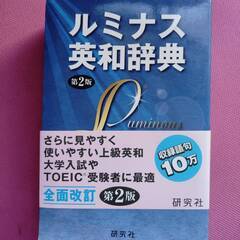 ルミナス
英和辞典
第2版
Luminous
さらに見やすく
使いやすい上級英和
大学入試や
TOEIC®受験者に最適
収録語句
10万
全面改訂 第2版
研究社